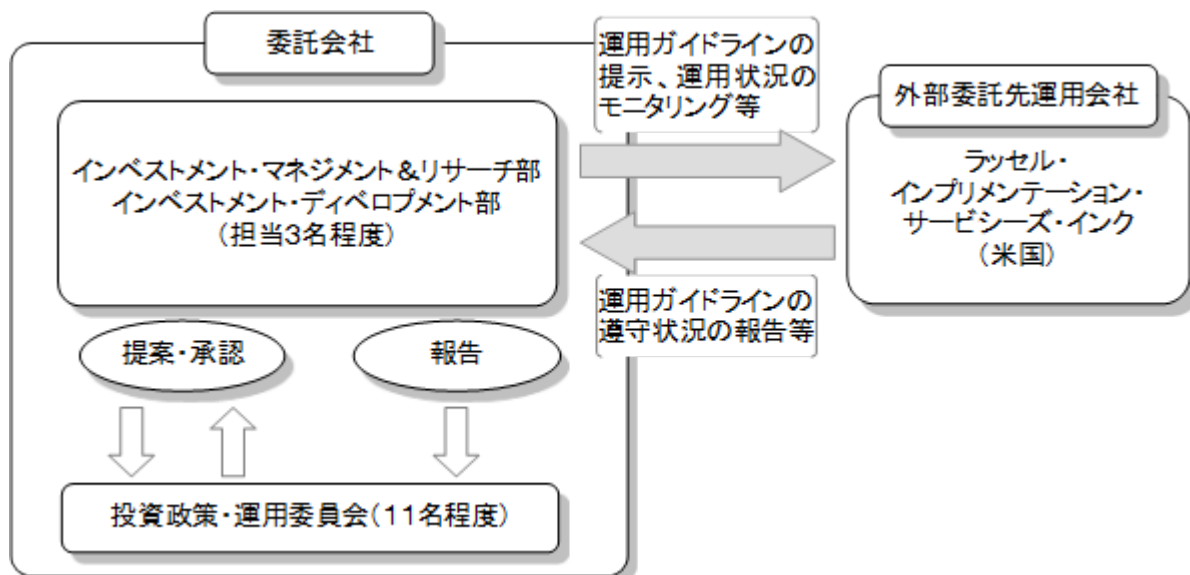 委託会社
インベストメント・マネジメント&リサーチ部
インベストメント・ディベロプメント部
(担当3名程度)
提案・承認
報告
投資政策・運用委員会(11名程度)
運用ガイドラインの
提示、運用状況の
モニタリング等
運用ガイドラインの
遵守状況の報告等
外部委託先運用会社
ラッセル・
インプリメンテーション・
サービシーズ・インク
(米国)